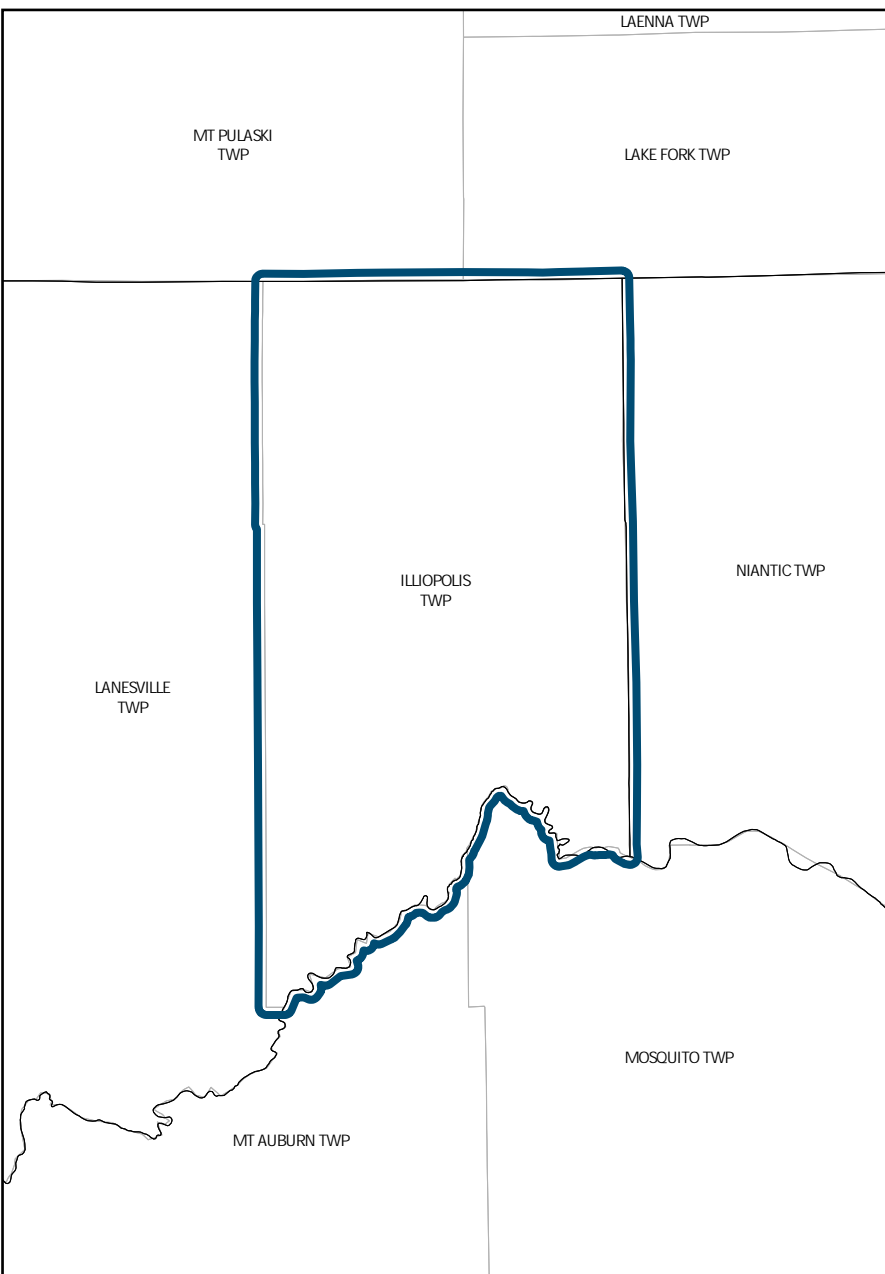 LAENNA TWP
MT PULASKI
TWP
LAKE FORK TWP
ILLIOPOLIS
TWP
NIANTIC TWP
LANESVILLE
TWP
MOSQUITO TWP
MT AUBURN TWP